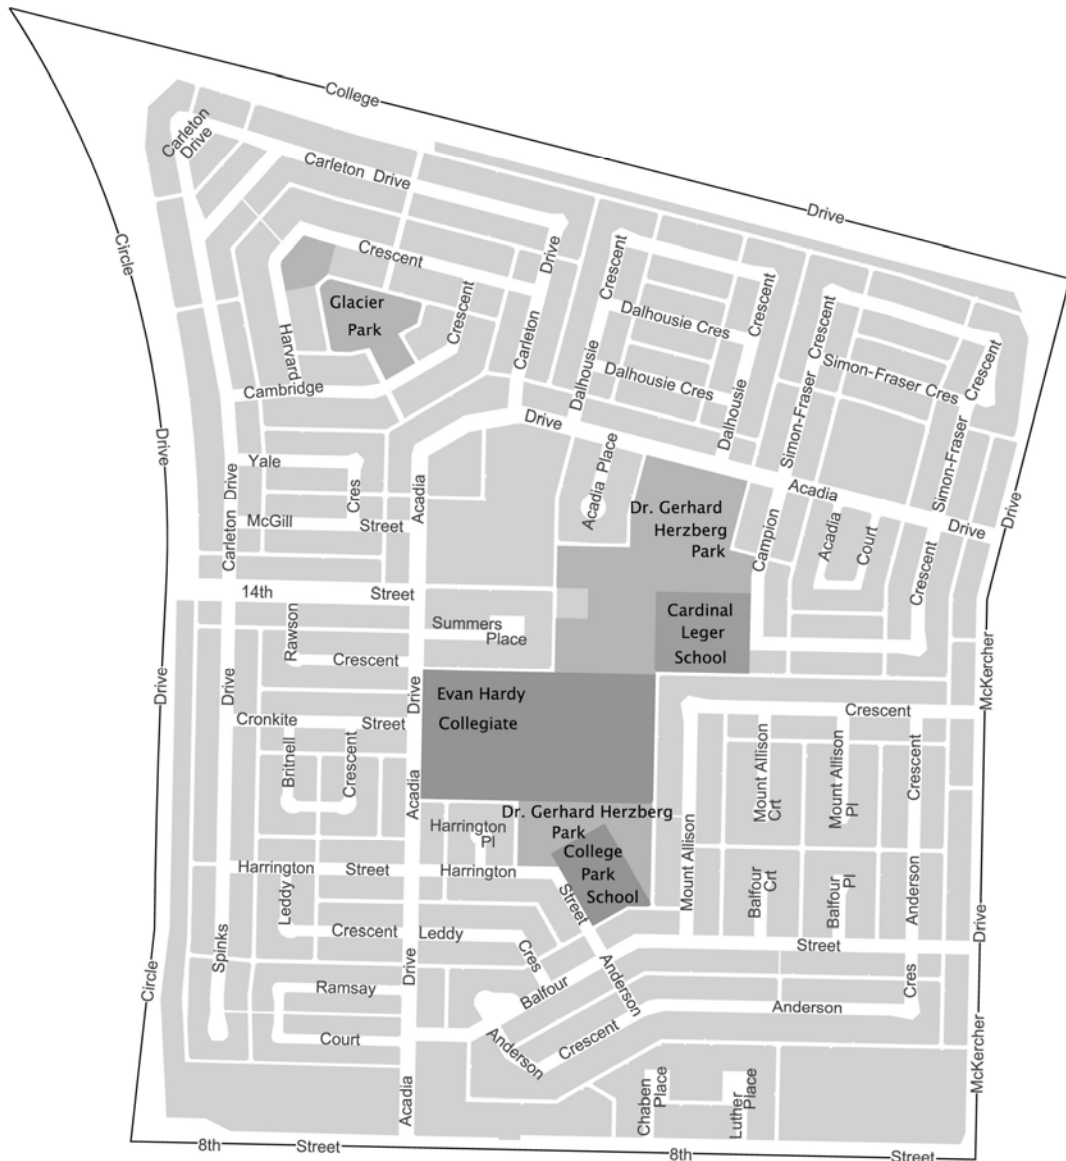 College
Drive
Carleton
Drive
Carleton Drive
Circle
Drive
Crescent
Crescent
Glacier
Park
Harvard
Cambridge
Carleton
Drive
Crescent
Dalhousie
Dalhousie Cres
Dalhousie Cres
Crescent
Dalhousie
Crescent
Simon-Fraser
Simon-Fraser Cres
Crescent
Simon-Fraser
Drive
Drive
Acadia
Acadia
Drive
Yale
Cres
McGill
Street
Carleton Drive
Drive
Acadia Place
Dr. Gerhard
Herzberg
Park
Campion
Acadia
Court
Crescent
14th
Street
Rawson
Crescent
Summers
Place
Cardinal
Leger
School
McKercher
Drive
Drive
Drive
Evan Hardy
Collegiate
Cronkite
Street
Britnell
Crescent
Acadia
Crescent
Crescent
Mount Allison
Crt
Mount Allison
Pl
Mount Allison
Dr. Gerhard Herzberg
Park
College
Park
School
Harrington
Pl
Harrington
Street
Harrington
Street
Leddy
Crescent
Leddy
Cres
Balfour
Crt
Balfour
Pl
Anderson
Balfour
Street
Drive
Spinks
Circle
Drive
Ramsay
Court
Anderson
Anderson
Crescent
Anderson
Cres
Acadia
Chaben
Place
Luther
Place
McKercher
8th
Street
8th
Street